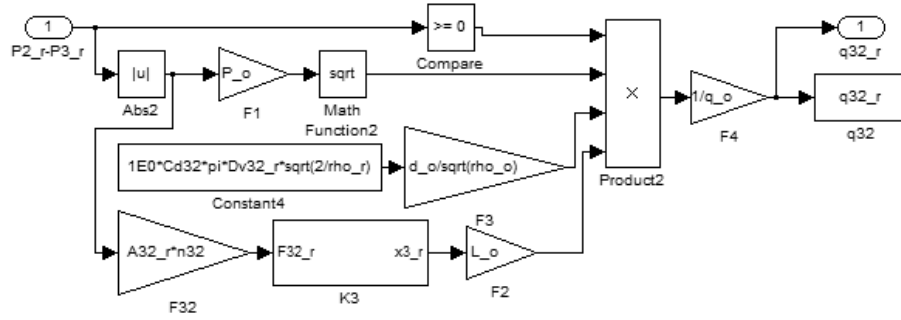 1
P2_r-P3_r
>= 0
Compare
1
q32_r
|u|
Abs2
P_o
F1
sqrt
Math
Function2
×
Product2
1/q_o
F4
q32_r
q32
1E0*Cd32*pi*Dv32_r*sqrt(2/rho_r)
Constant4
d_o/sqrt(rho_o)
F3
A32_r*n32
F32
F32_r
x3_r
K3
L_o
F2